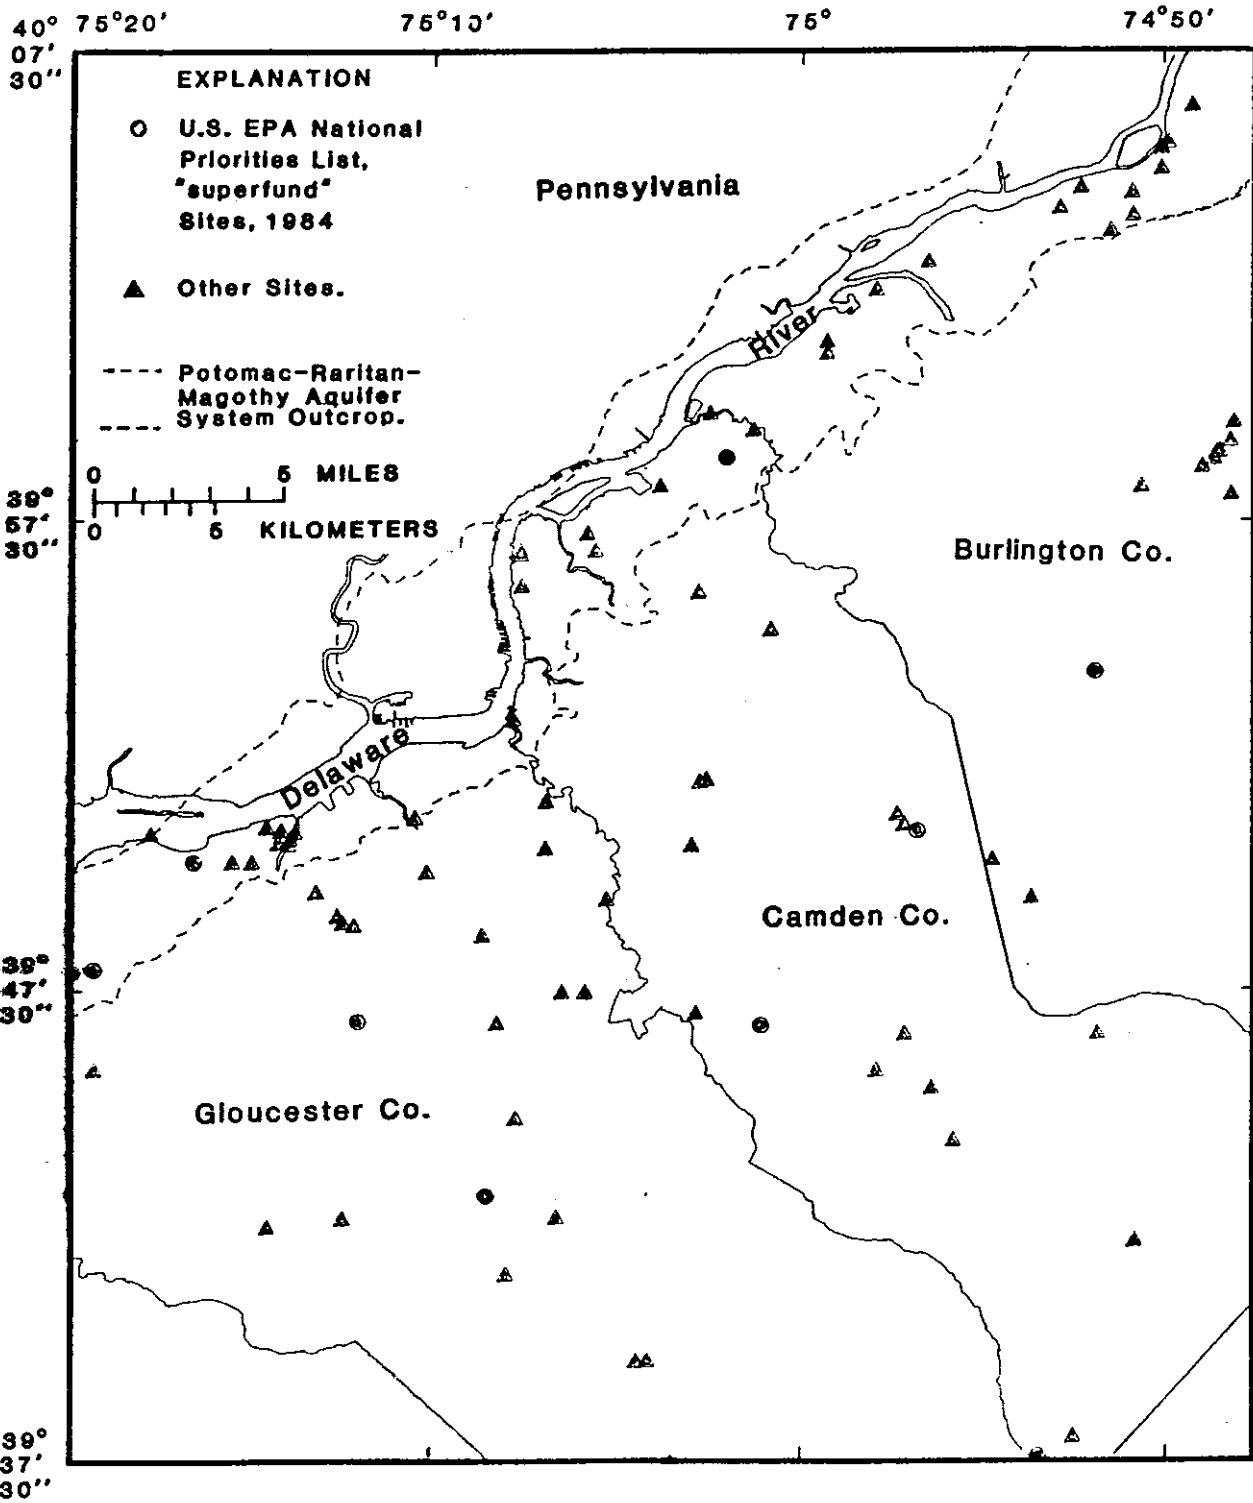 40° 75°20' 75°10' 75° 74°50'
07'
30"
EXPLANATION
U.S. EPA National
Priorities List,
"superfund"
Sites, 1984
Pennsylvania
Other Sites.
River
Potomac-Raritan-
Magothy Aquifer
System Outcrop.
0 5 MILES
0 5 KILOMETERS
39°
57'
30"
Burlington Co.
Delaware
Camden Co.
39°
47'
30"
Gloucester Co.
39°
37'
30"